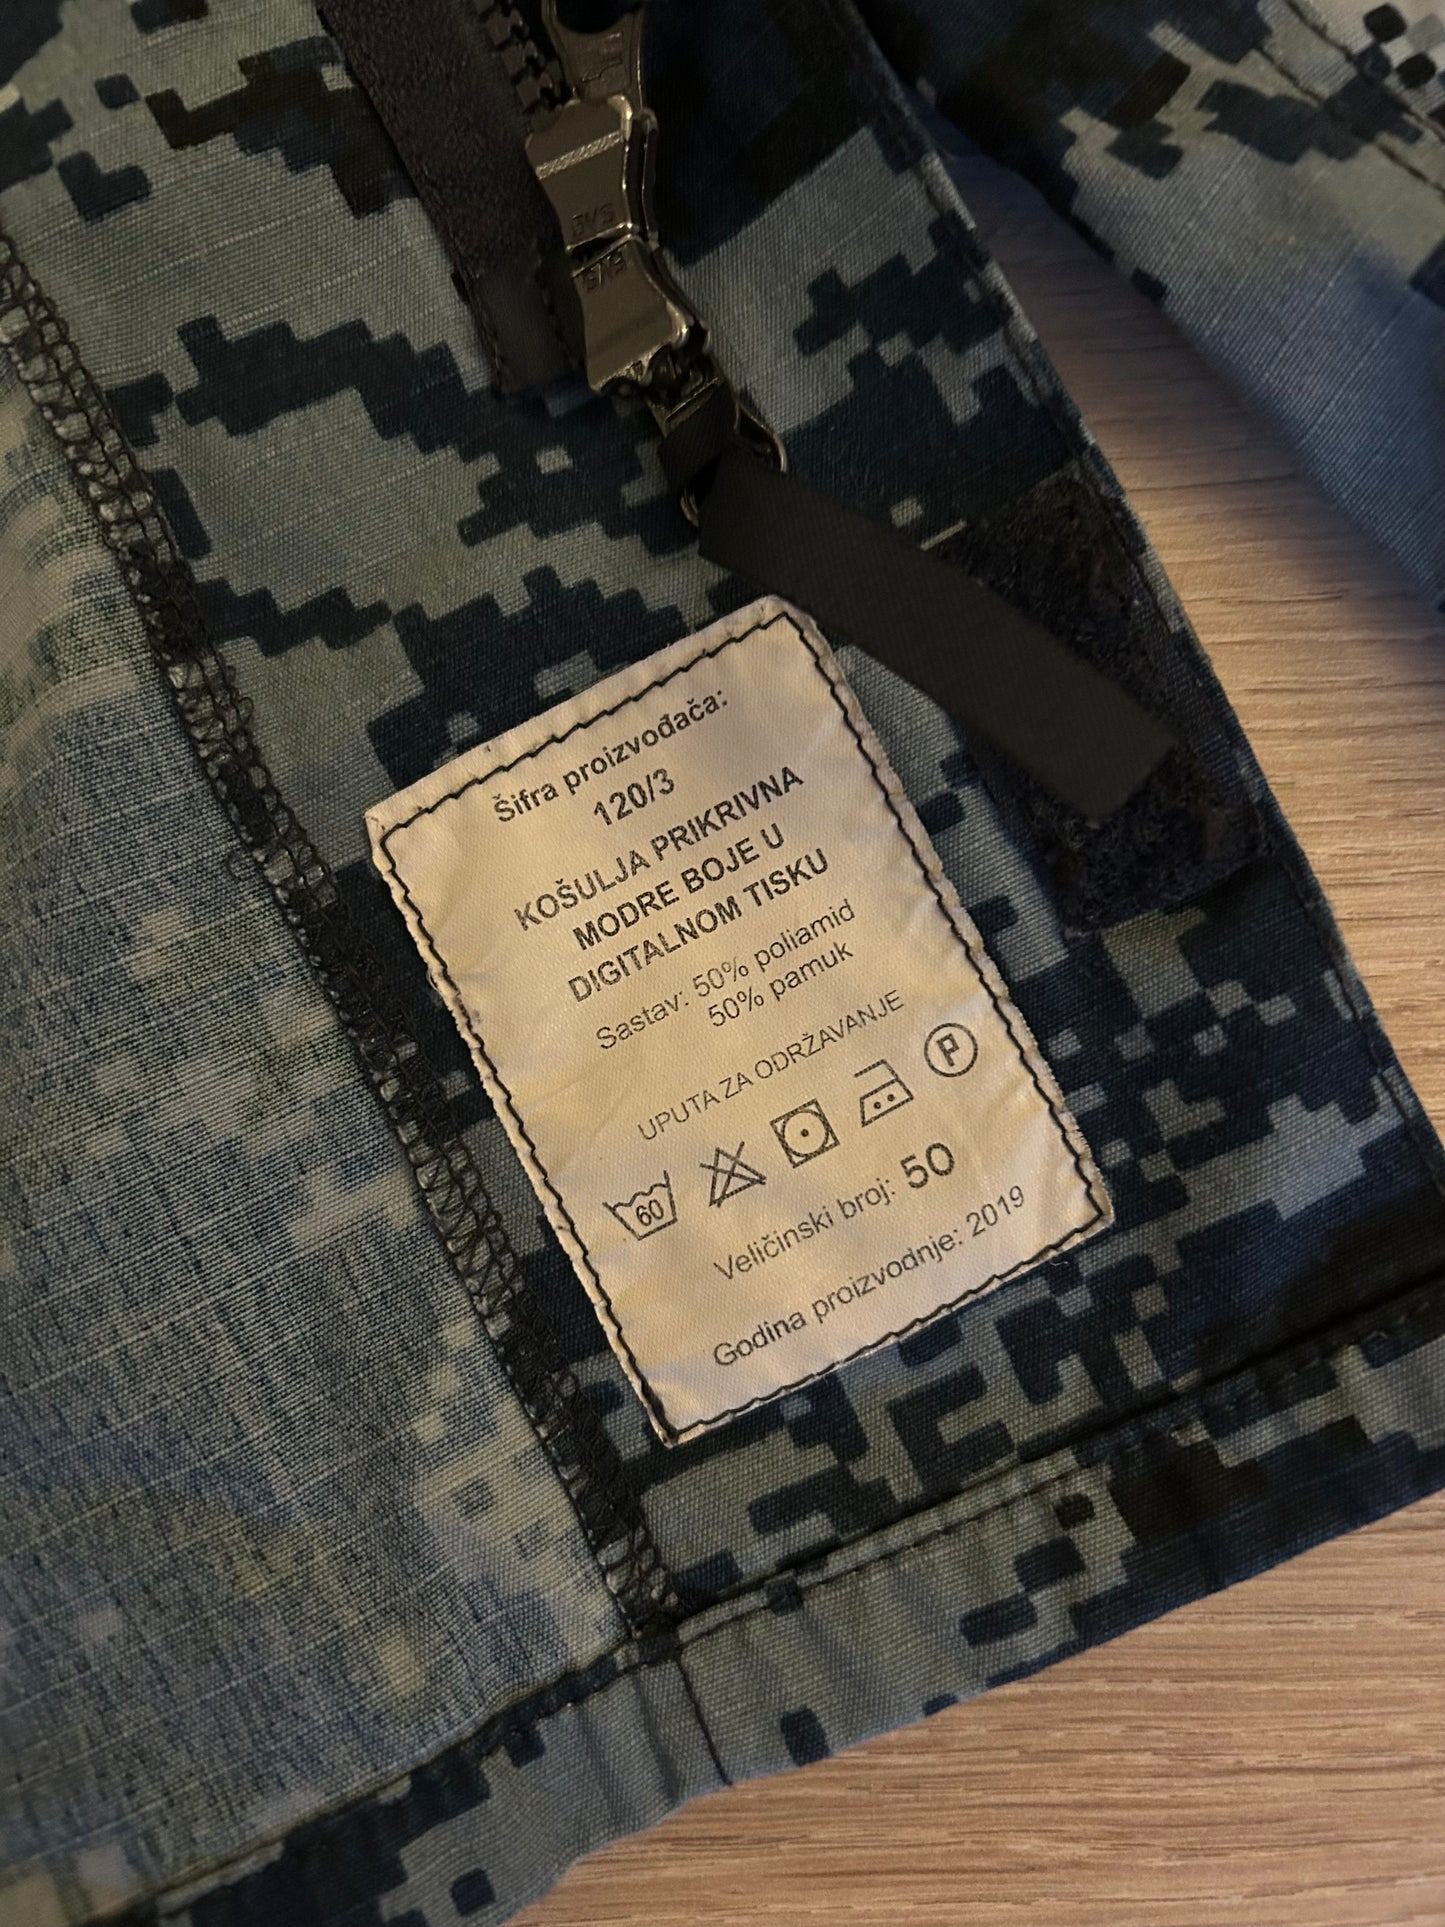 Šifra proizvođača:
120/3
KOŠULJA PRIKRIVNA
MODRE BOJE U
DIGITALNOM TISKU
Sastav: 50% poliamid
50% pamuk
UPUTA ZA ODRŽAVANJE
60
P
Veličinski broj: 50
Godina proizvodnje: 2019